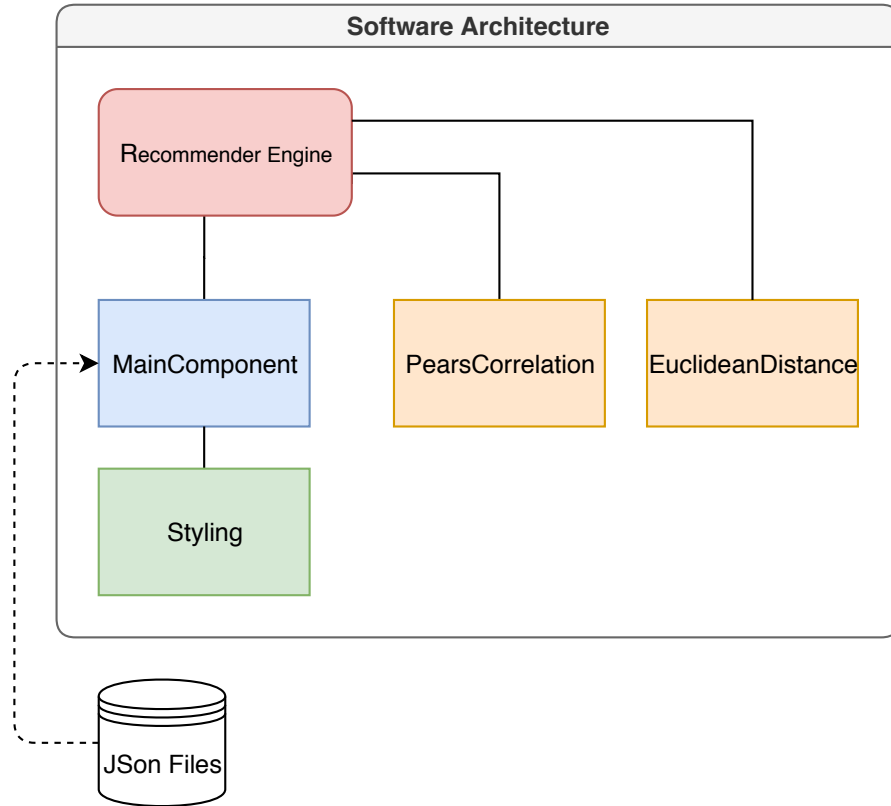 Software Architecture
Recommender Engine
MainComponent
PearsCorrelation
EuclideanDistance
Styling
JSon Files